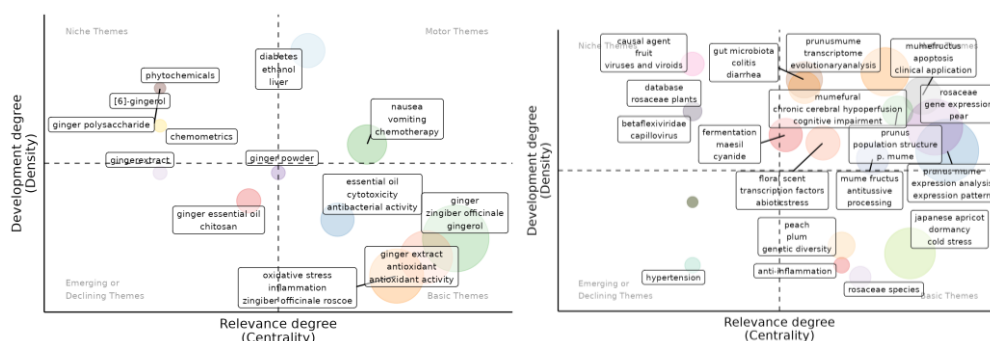 Niche Themes
Motor Themes
diabetes
ethanol
liver
phytochemicals
[6]-gingerol
ginger polysaccharide
chemometrics
nausea
vomiting
chemotherapy
gingerextract
ginger powder
essential oil
cytotoxicity
antibacterial activity
ginger essential oil
chitosan
ginger
zingiber officinale
gingerol
ginger extract
antioxidant
antioxidant activity
oxidative stress
inflammation
zingiber officinale roscoe
Emerging or
Declining Themes
Basic Themes
Development degree
(Density)
Relevance degree
(Centrality)
Niche Themes
causal agent
fruit
viruses and viroids
gut microbiota
colitis
diarrhea
prunusmume
transcriptome
evolutionaryanalysis
mumefructus
apoptosis
clinical application
database
rosaceae plants
mumefural
chronic cerebral hypoperfusion
cognitive impairment
rosaceae
gene expression
pear
betaflexiviridae
capillovirus
fermentation
maesil
cyanide
prunus
population structure
p. mume
floral scent
transcription factors
abioticstress
mume fructus
antitussive
processing
prunus mume
expression analysis
expression pattern
peach
plum
genetic diversity
japanese apricot
dormancy
cold stress
hypertension
anti-inflammation
rosaceae species
Emerging or
Declining Themes
Basic Themes
Development degree
(Density)
Relevance degree
(Centrality)